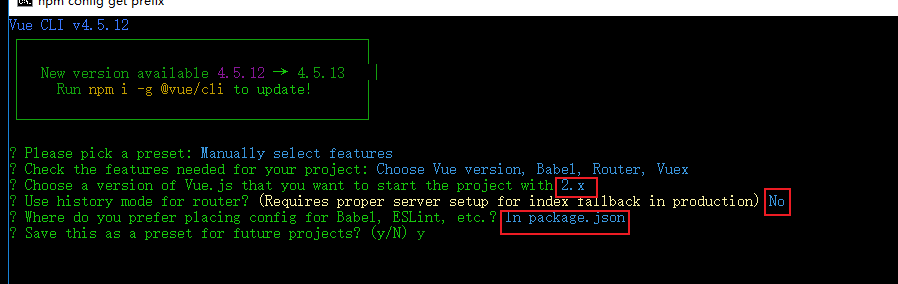 npm config get prefix
Vue CLI v4.5.12
New version available 4.5.12 → 4.5.13
Run npm i -g @vue/cli to update!
? Please pick a preset: Manually select features
? Check the features needed for your project: Choose Vue version, Babel, Router, Vuex
? Choose a version of Vue.js that you want to start the project with 2.x
? Use history mode for router? (Requires proper server setup for index fallback in production) No
? Where do you prefer placing config for Babel, ESLint, etc.? In package.json
? Save this as a preset for future projects? (y/N) y